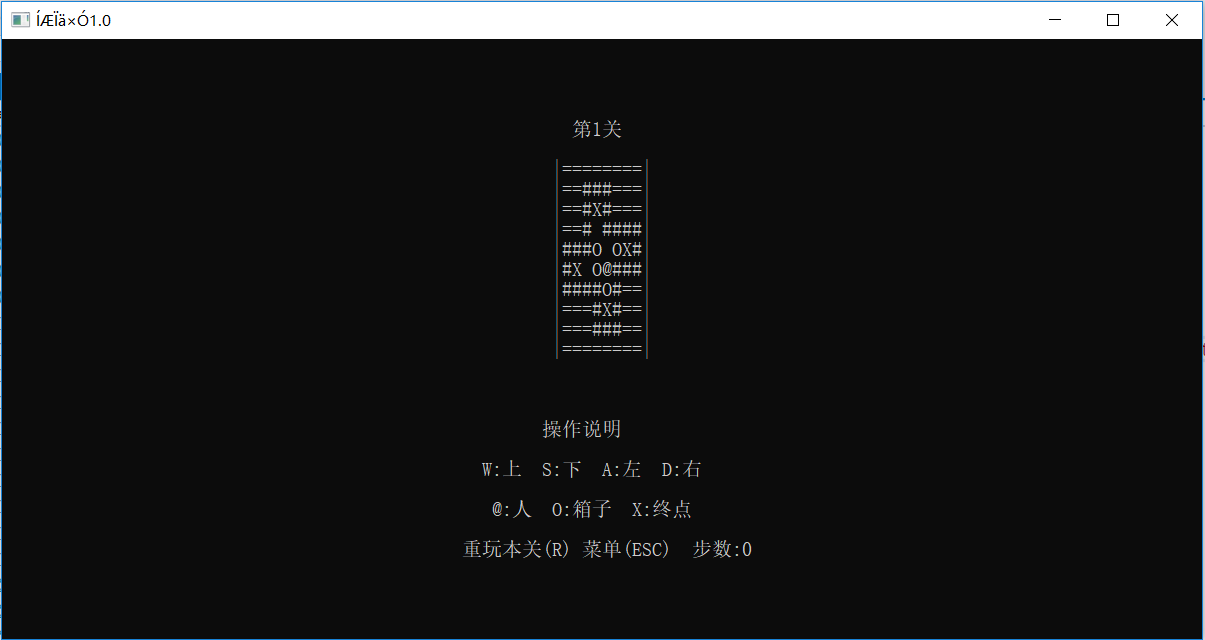 ÍÆÏä×Ó1.0
第1关
========
==###===
==#X#===
==# ####
###O OX#
#X O@###
####O#==
===#X#==
===###==
========
操作说明
W:上 S:下 A:左 D:右
@:人 O:箱子 X:终点
重玩本关(R) 菜单(ESC) 步数:0